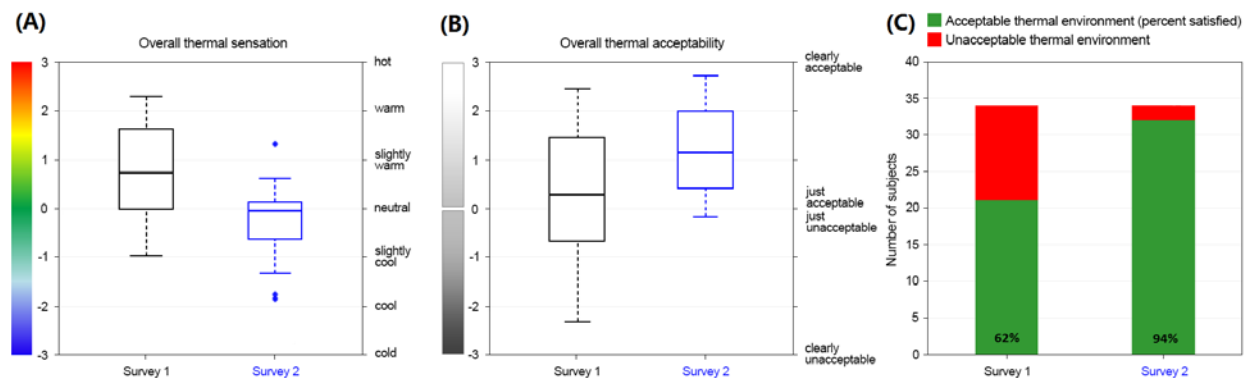 (A)
Overall thermal sensation
3
2
1
0
-1
-2
-3
hot
warm
slightly
warm
neutral
slightly
cool
cool
cold
Survey 1
Survey 2
(B)
Overall thermal acceptability
3
2
1
0
-1
-2
-3
clearly
acceptable
just
acceptable
just
unacceptable
clearly
unacceptable
Survey 1
Survey 2
(C)
Acceptable thermal environment (percent satisfied)
Unacceptable thermal environment
Number of subjects
40
35
30
25
20
15
10
5
0
62%
94%
Survey 1
Survey 2